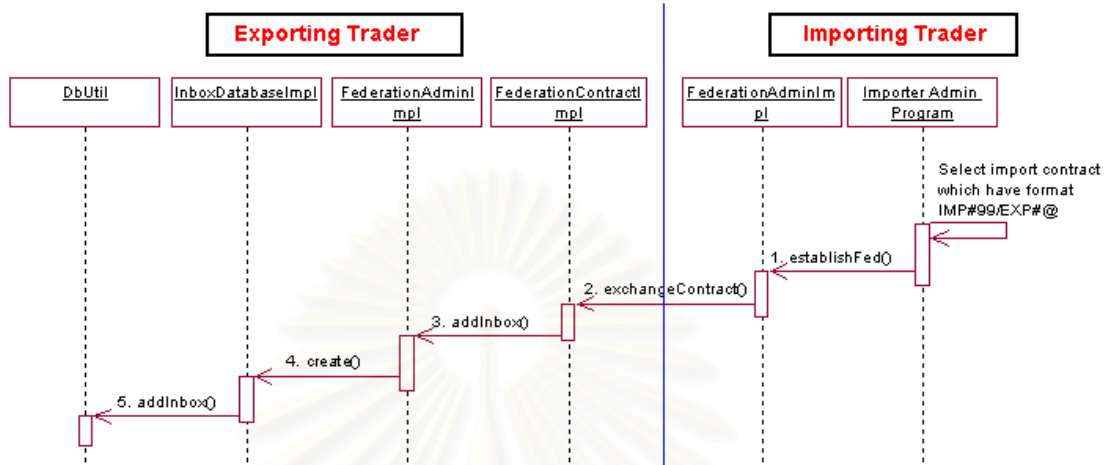 Exporting Trader
Importing Trader
DbUtil
InboxDatabaseImpl
FederationAdminI
mpl
FederationContractI
mpl
FederationAdminIm
pl
Importer Admin
Program
Select import contract
which have format
IMP#99/EXP#@
1. establishFed()
2. exchangeContract()
3. addInbox()
4. create()
5. addInbox()